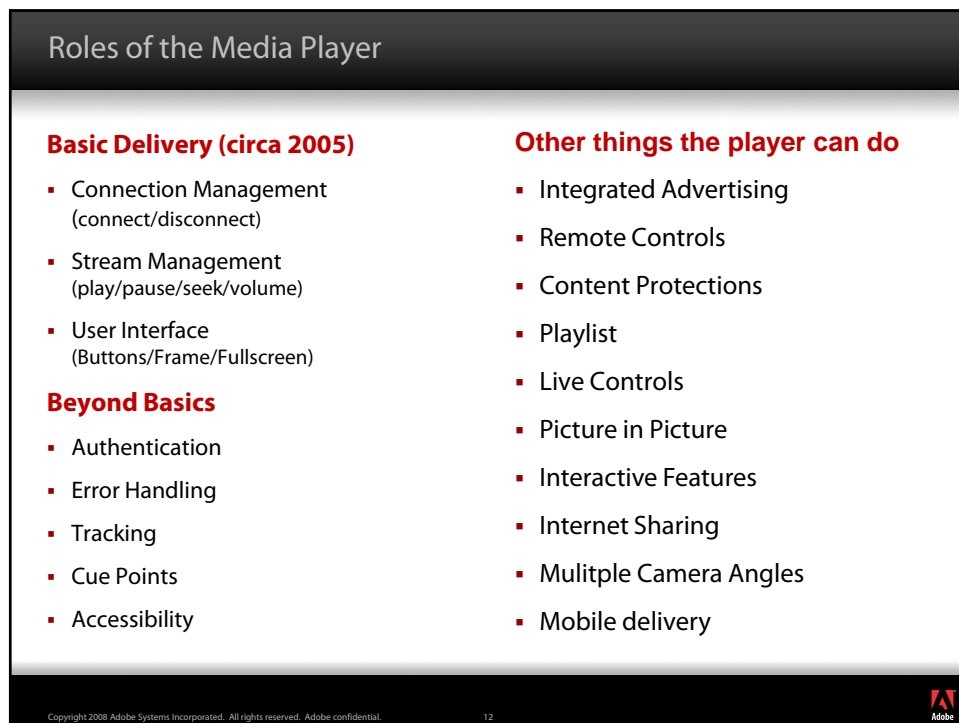 Roles of the Media Player
Basic Delivery (circa 2005)
▪ Connection Management
(connect/disconnect)
▪ Stream Management
(play/pause/seek/volume)
▪ User Interface
(Buttons/Frame/Fullscreen)
Beyond Basics
▪ Authentication
▪ Error Handling
▪ Tracking
▪ Cue Points
▪ Accessibility
Other things the player can do
▪ Integrated Advertising
▪ Remote Controls
▪ Content Protections
▪ Playlist
▪ Live Controls
▪ Picture in Picture
▪ Interactive Features
▪ Internet Sharing
▪ Mulitple Camera Angles
▪ Mobile delivery
Copyright 2008 Adobe Systems Incorporated. All rights reserved. Adobe confidential.
12
Adobe